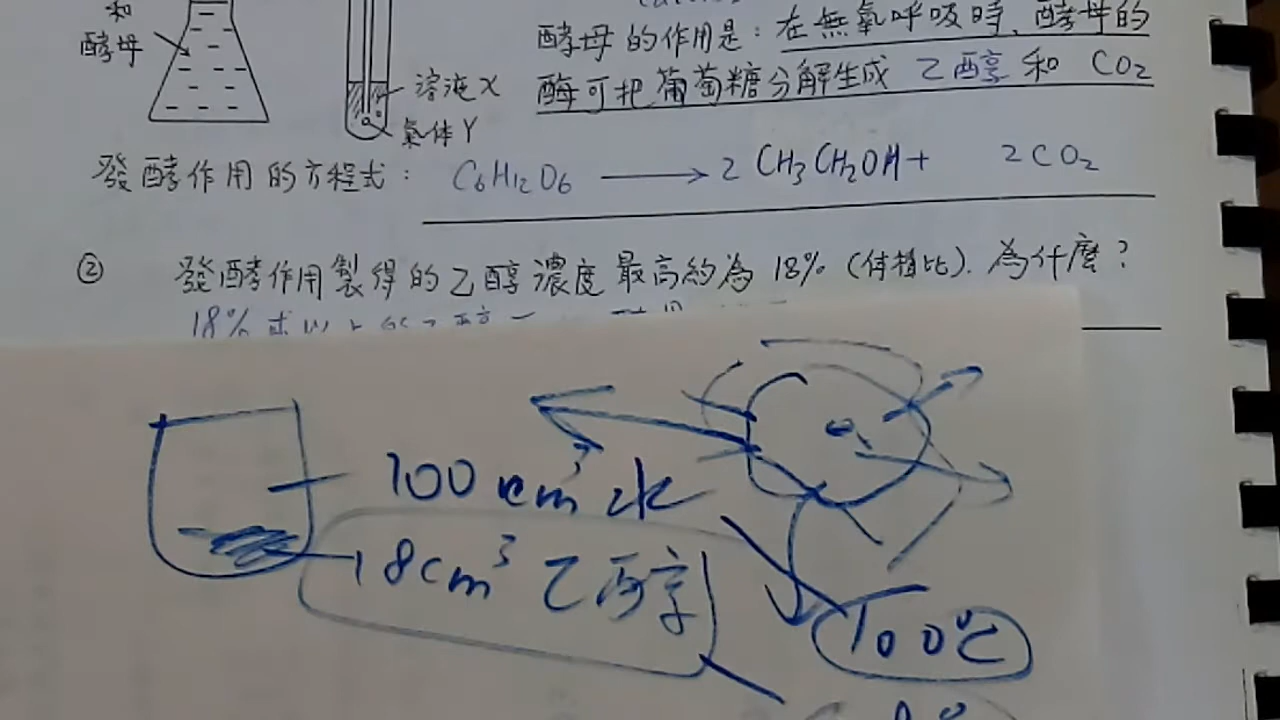 和
酵母
溶液X
氣体Y
酵母的作用是：在無氧呼吸時，酵母的
酶可把葡萄糖分解生成 乙醇 和 CO2
發酵作用的方程式： C6H12O6 ⟶ 2 CH3CH2OH + 2CO2
② 發酵作用製得的乙醇濃度最高約為 18% (体積比). 為什麼?
18%
100 cm³ 水
18cm³ 乙醇
100℃